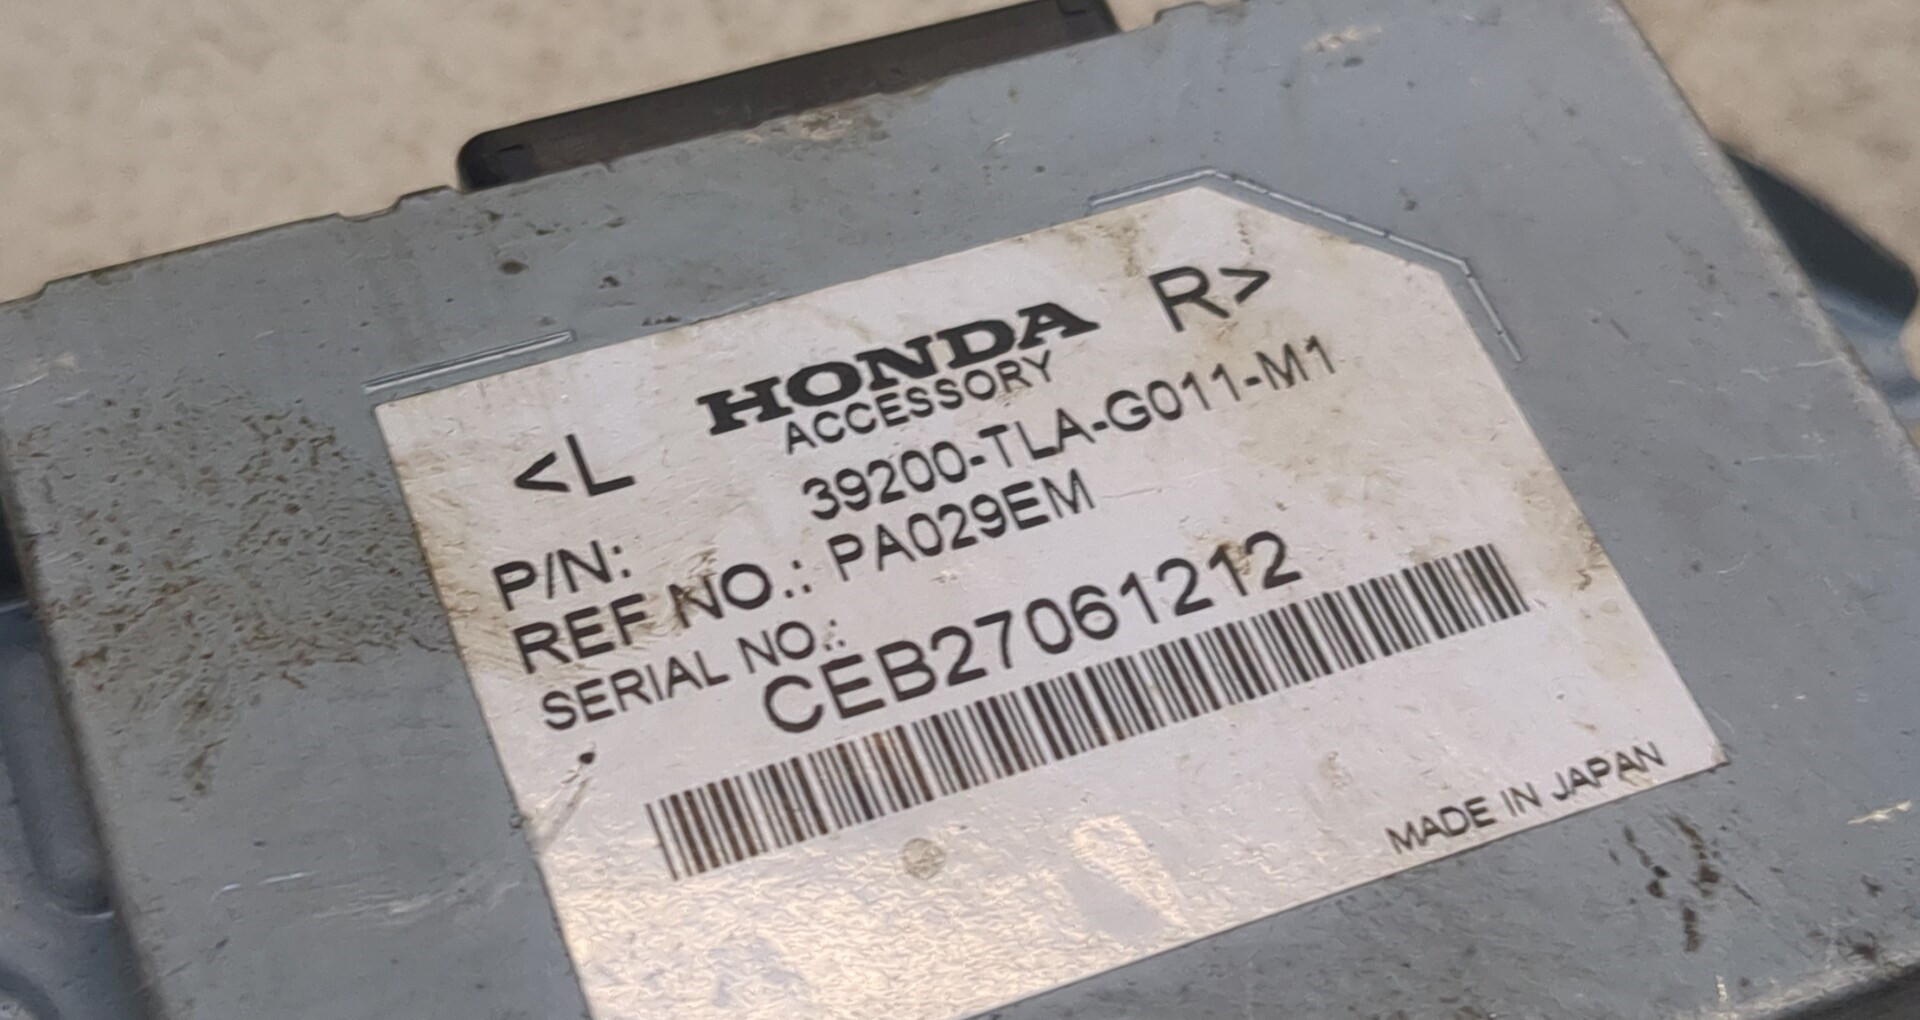 HONDA
ACCESSORY
<L R>
P/N: 39200-TLA-G011-M1
REF NO.: PA029EM
SERIAL NO.:
CEB27061212
MADE IN JAPAN